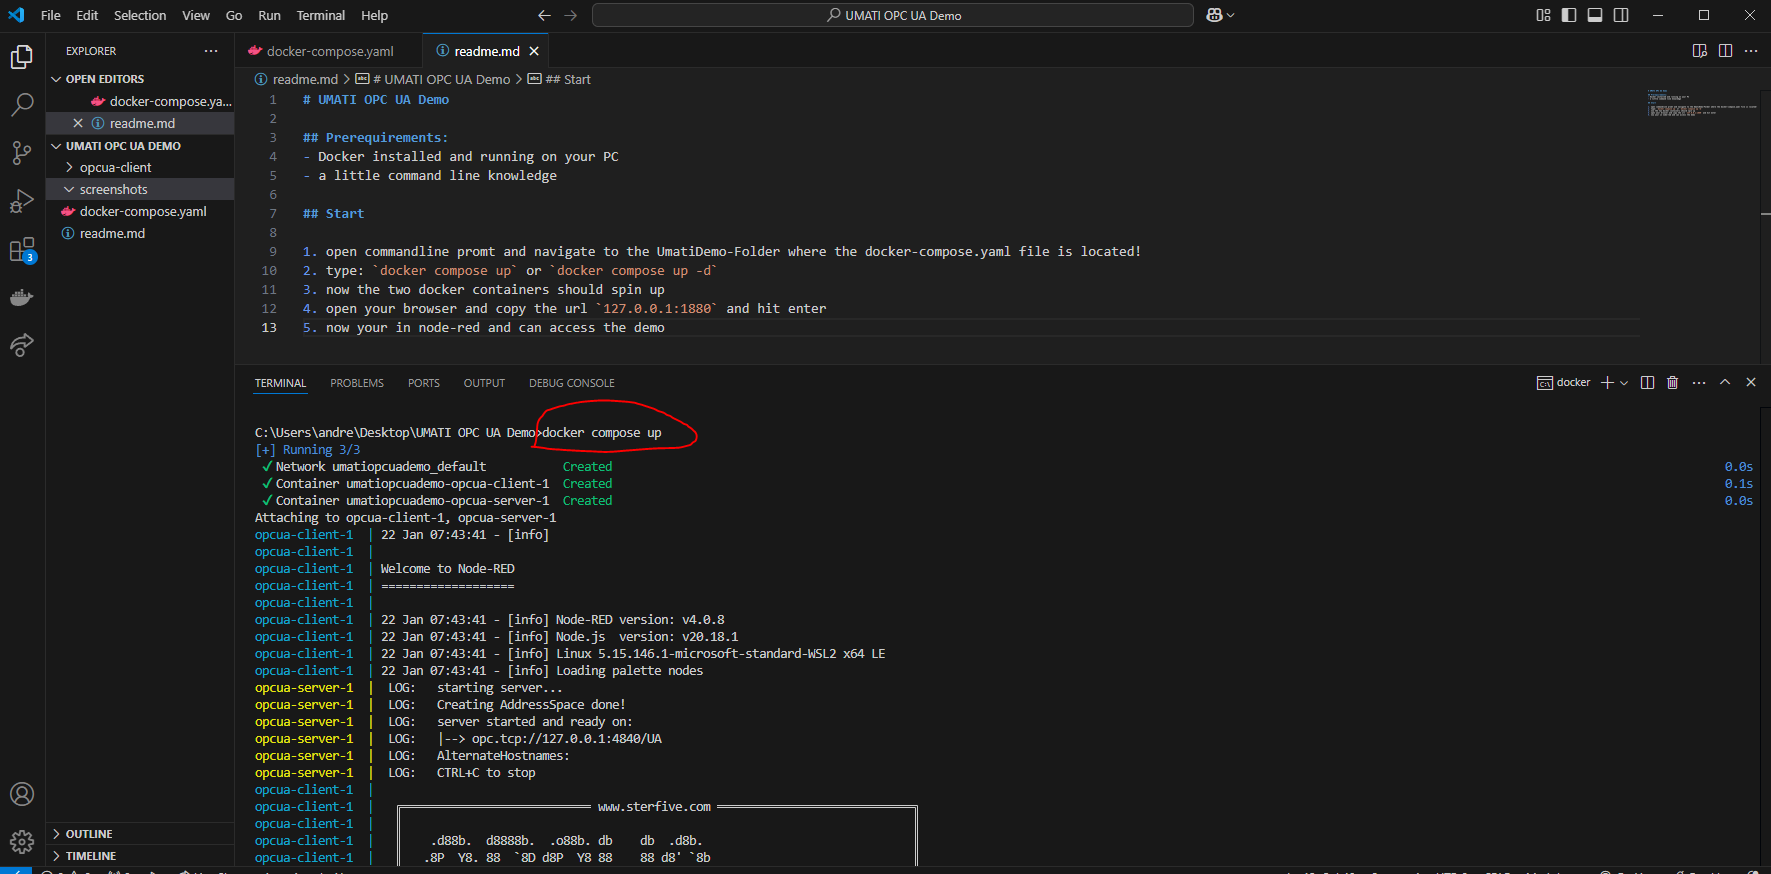 File Edit Selection View Go Run Terminal Help
UMATI OPC UA Demo
EXPLORER
OPEN EDITORS
docker-compose.ya...
readme.md
UMATI OPC UA DEMO
opcua-client
screenshots
docker-compose.yaml
readme.md
3
OUTLINE
TIMELINE
docker-compose.yaml
readme.md
readme.md > # UMATI OPC UA Demo > ## Start
1 # UMATI OPC UA Demo
2
3 ## Prerequirements:
4 - Docker installed and running on your PC
5 - a little command line knowledge
6
7 ## Start
8
9 1. open commandline promt and navigate to the UmatiDemo-Folder where the docker-compose.yaml file is located!
10 2. type: `docker compose up` or `docker compose up -d`
11 3. now the two docker containers should spin up
12 4. open your browser and copy the url `127.0.0.1:1880` and hit enter
13 5. now your in node-red and can access the demo
TERMINAL PROBLEMS PORTS OUTPUT DEBUG CONSOLE
docker
C:\Users\andre\Desktop\UMATI OPC UA Demo>docker compose up
[+] Running 3/3
✓Network umatiopcuademo_default Created 0.0s
✓Container umatiopcuademo-opcua-client-1 Created 0.1s
✓Container umatiopcuademo-opcua-server-1 Created 0.0s
Attaching to opcua-client-1, opcua-server-1
opcua-client-1 | 22 Jan 07:43:41 - [info]
opcua-client-1 |
opcua-client-1 | Welcome to Node-RED
opcua-client-1 | ===================
opcua-client-1 |
opcua-client-1 | 22 Jan 07:43:41 - [info] Node-RED version: v4.0.8
opcua-client-1 | 22 Jan 07:43:41 - [info] Node.js version: v20.18.1
opcua-client-1 | 22 Jan 07:43:41 - [info] Linux 5.15.146.1-microsoft-standard-WSL2 x64 LE
opcua-client-1 | 22 Jan 07:43:41 - [info] Loading palette nodes
opcua-server-1 | LOG: starting server...
opcua-server-1 | LOG: Creating AddressSpace done!
opcua-server-1 | LOG: server started and ready on:
opcua-server-1 | LOG: |--> opc.tcp://127.0.0.1:4840/UA
opcua-server-1 | LOG: AlternateHostnames:
opcua-server-1 | LOG: CTRL+C to stop
opcua-client-1 |
opcua-client-1 | www.sterfive.com
opcua-client-1 |
opcua-client-1 | .d88b. d8888b. .o88b. db db .d8b.
opcua-client-1 | .8P Y8. 88 `8D d8P Y8 88 88 d8' `8b